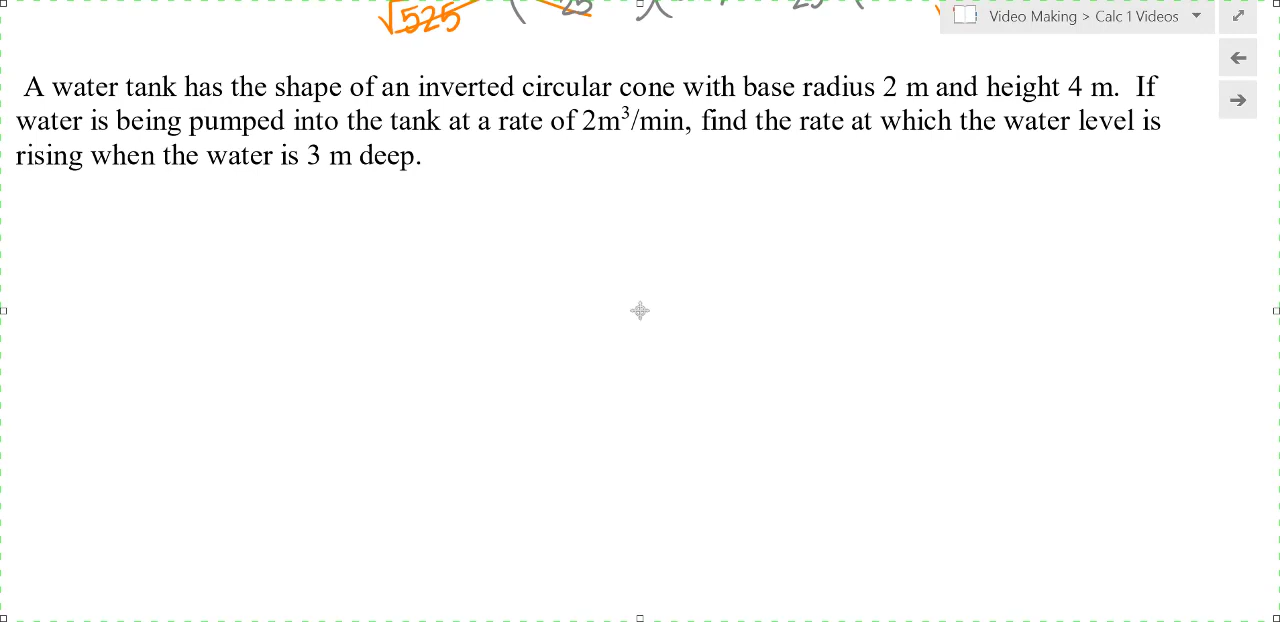 √525
Video Making > Calc 1 Videos
A water tank has the shape of an inverted circular cone with base radius 2 m and height 4 m.  If
water is being pumped into the tank at a rate of 2m³/min, find the rate at which the water level is
rising when the water is 3 m deep.